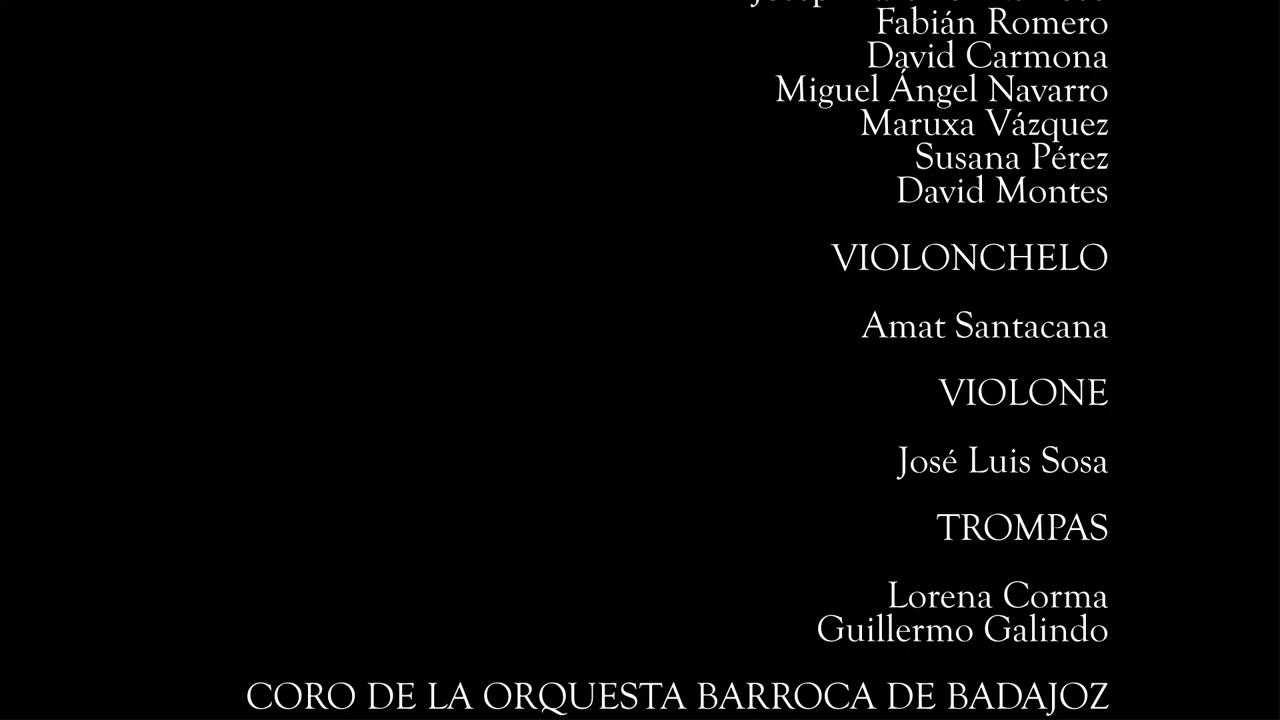 Fabián Romero
David Carmona
Miguel Ángel Navarro
Maruxa Vázquez
Susana Pérez
David Montes
VIOLONCHELO
Amat Santacana
VIOLONE
José Luis Sosa
TROMPAS
Lorena Corma
Guillermo Galindo
CORO DE LA ORQUESTA BARROCA DE BADAJOZ